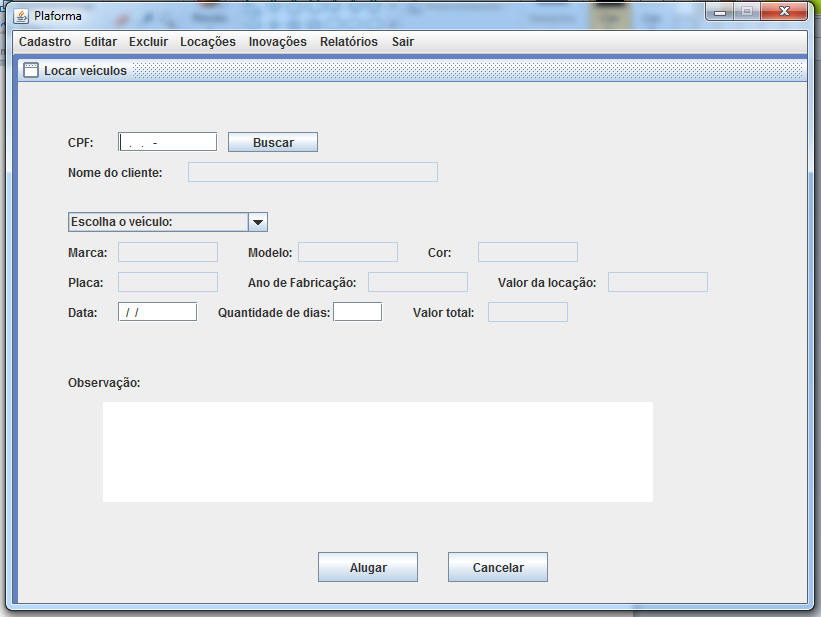 Plaforma
Cadastro Editar Excluir Locações Inovações Relatórios Sair
Locar veículos
CPF: . . - Buscar
Nome do cliente:
Escolha o veículo:
Marca: Modelo: Cor:
Placa: Ano de Fabricação: Valor da locação:
Data: / / Quantidade de dias: Valor total:
Observação:
Alugar Cancelar